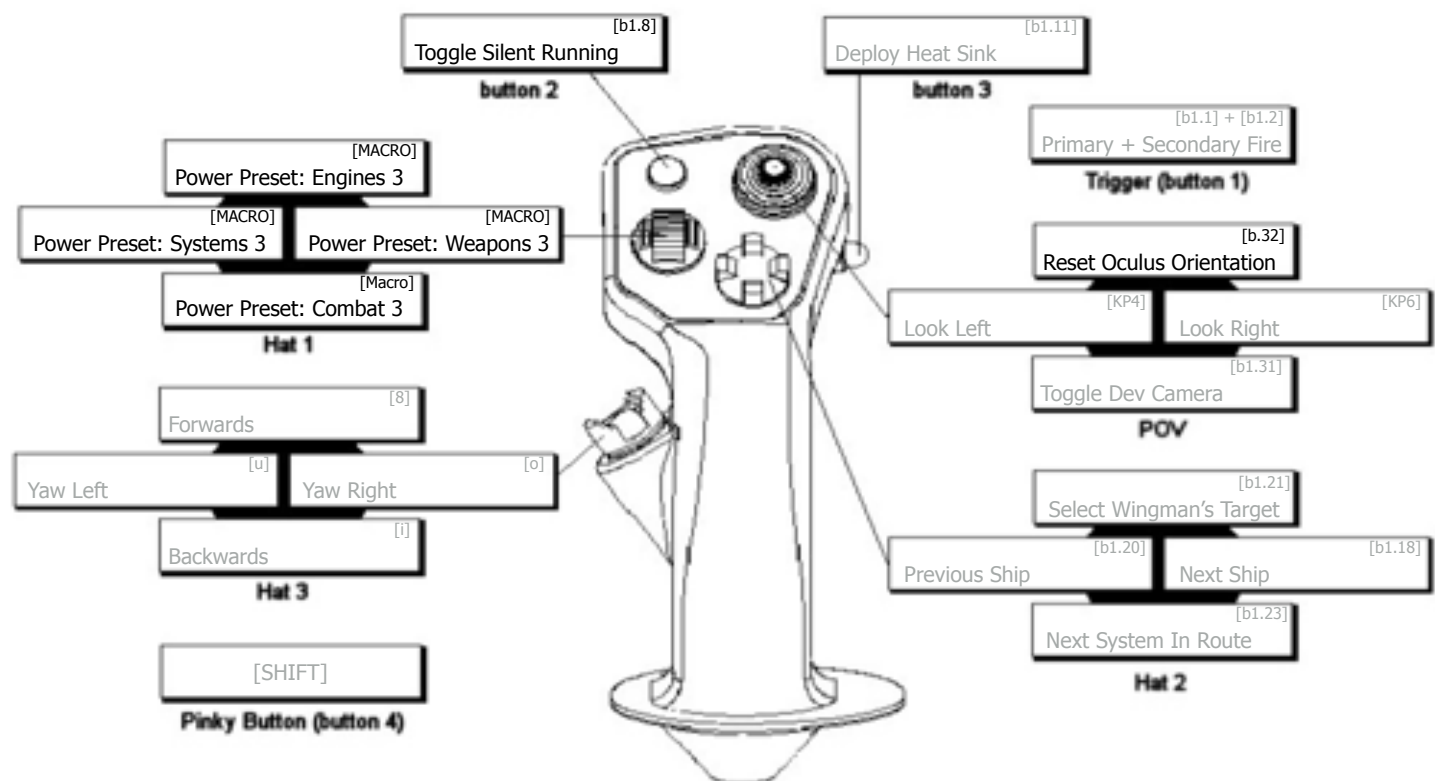 [b1.8]
Toggle Silent Running
button 2
[b1.11]
Deploy Heat Sink
button 3
[b1.1] + [b1.2]
Primary + Secondary Fire
Trigger (button 1)
[MACRO]
Power Preset: Engines 3
[MACRO]
Power Preset: Systems 3
[MACRO]
Power Preset: Weapons 3
[Macro]
Power Preset: Combat 3
Hat 1
[b.32]
Reset Oculus Orientation
[KP4]
Look Left
[KP6]
Look Right
[b1.31]
Toggle Dev Camera
POV
[8]
Forwards
[u]
Yaw Left
[o]
Yaw Right
[i]
Backwards
Hat 3
[b1.21]
Select Wingman's Target
[b1.20]
Previous Ship
[b1.18]
Next Ship
[b1.23]
Next System In Route
Hat 2
[SHIFT]
Pinky Button (button 4)